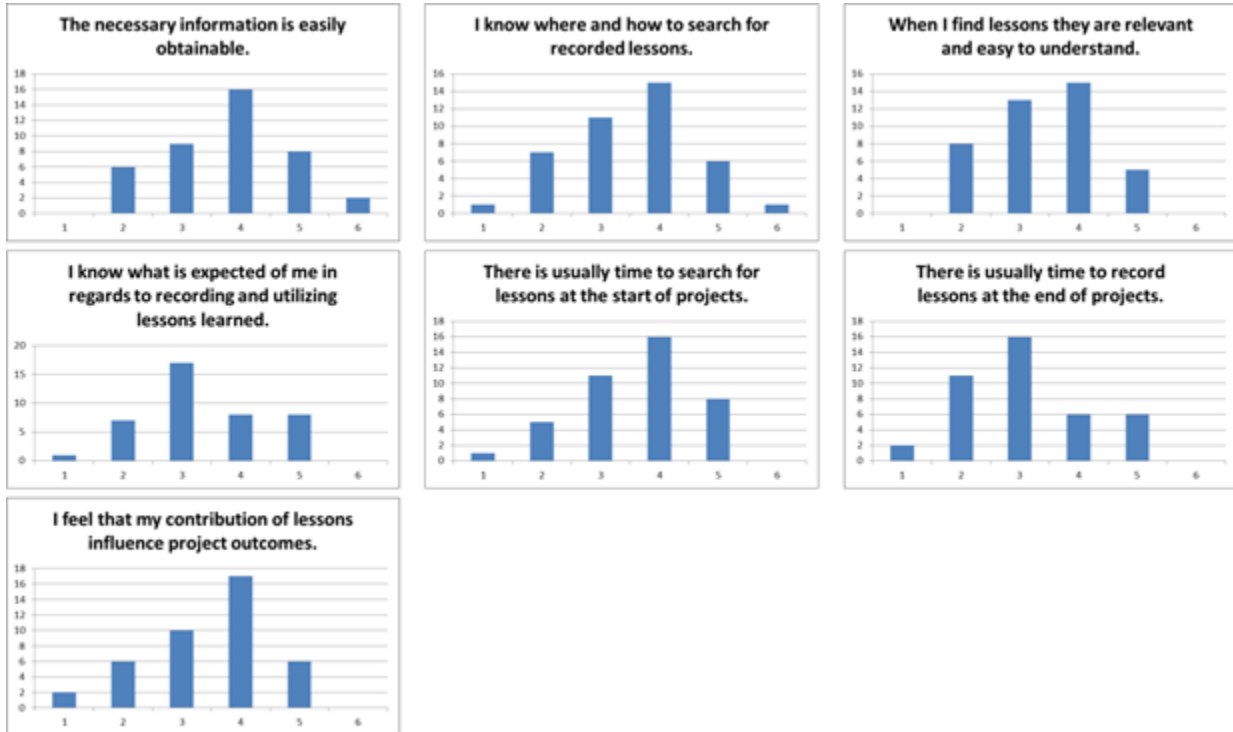 The necessary information is easily
obtainable.
18
16
14
12
10
8
6
4
2
0
1 2 3 4 5 6
I know where and how to search for
recorded lessons.
16
14
12
10
8
6
4
2
0
1 2 3 4 5 6
When I find lessons they are relevant
and easy to understand.
16
14
12
10
8
6
4
2
0
1 2 3 4 5 6
I know what is expected of me in
regards to recording and utilizing
lessons learned.
20
15
10
5
0
1 2 3 4 5 6
There is usually time to search for
lessons at the start of projects.
18
16
14
12
10
8
6
4
2
0
1 2 3 4 5 6
There is usually time to record
lessons at the end of projects.
18
16
14
12
10
8
6
4
2
0
1 2 3 4 5 6
I feel that my contribution of lessons
influence project outcomes.
18
16
14
12
10
8
6
4
2
0
1 2 3 4 5 6